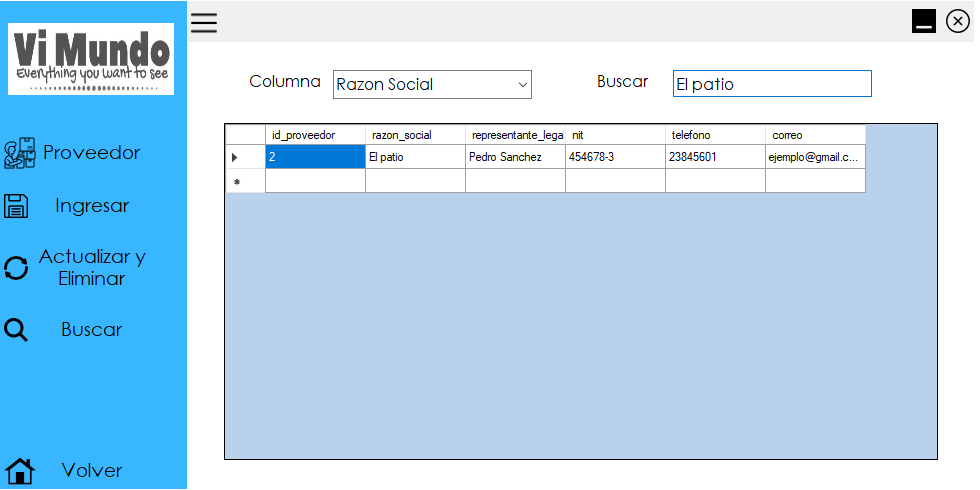 Vi Mundo
Everything you want to see
Proveedor
Ingresar
Actualizar y
Eliminar
Buscar
Volver
Columna Razon Social Buscar El patio
id_proveedor razon_social representante_lega nit telefono correo
2 El patio Pedro Sanchez 454678-3 23845601 ejemplo@gmail.c...